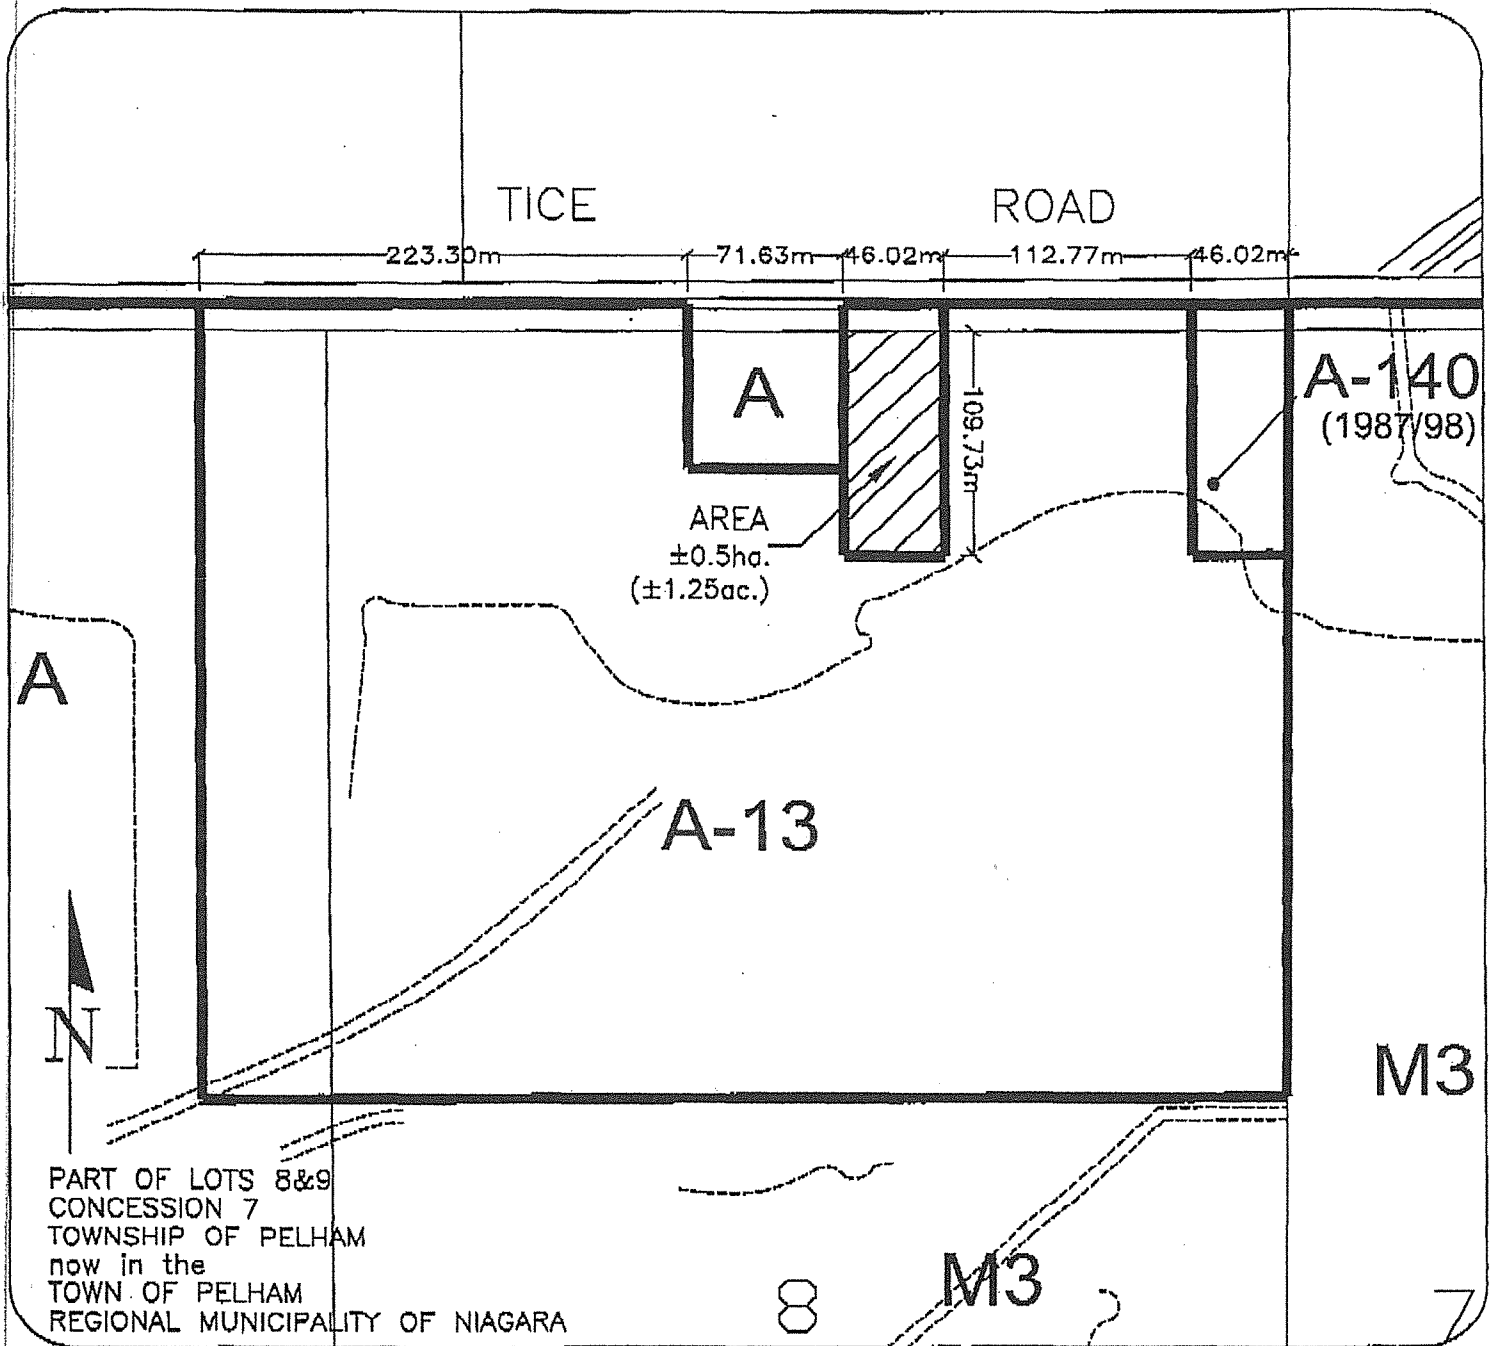 TICE ROAD
223.30m 71.63m 46.02m 112.77m 46.02m
A
A-140
(1987/98)
109.73m
AREA
±0.5ha.
(±1.25ac.)
A
A-13
N
M3
PART OF LOTS 8&9
CONCESSION 7
TOWNSHIP OF PELHAM
now in the
TOWN OF PELHAM
REGIONAL MUNICIPALITY OF NIAGARA
M3
8
7